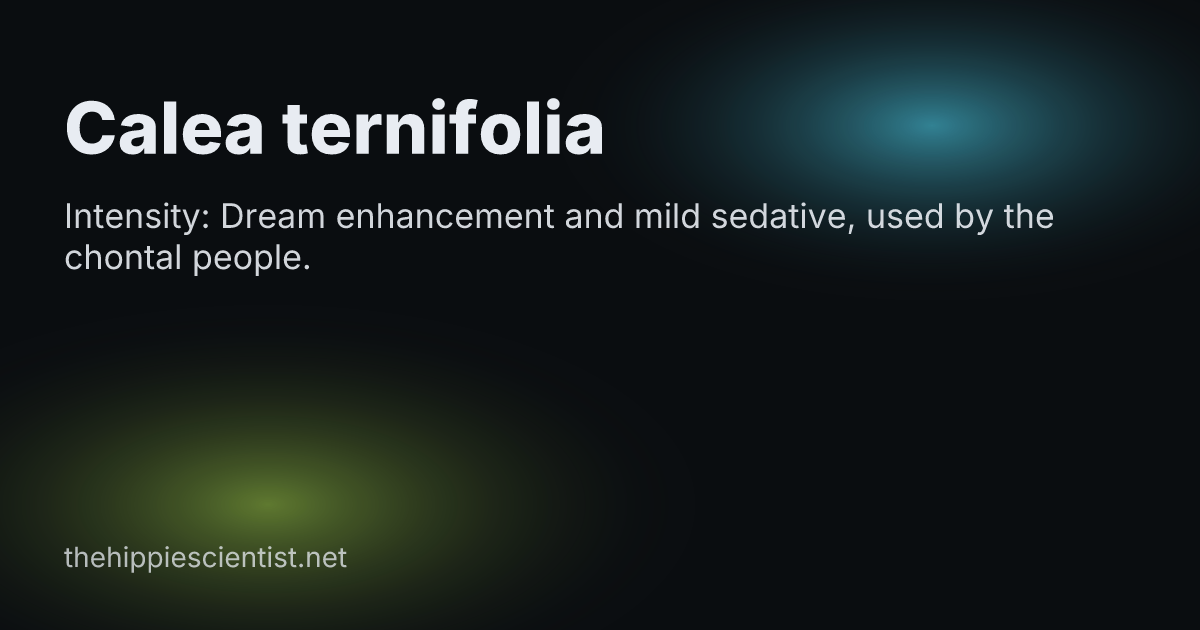 Calea ternifolia
Intensity: Dream enhancement and mild sedative, used by the
chontal people.
thehippiescientist.net